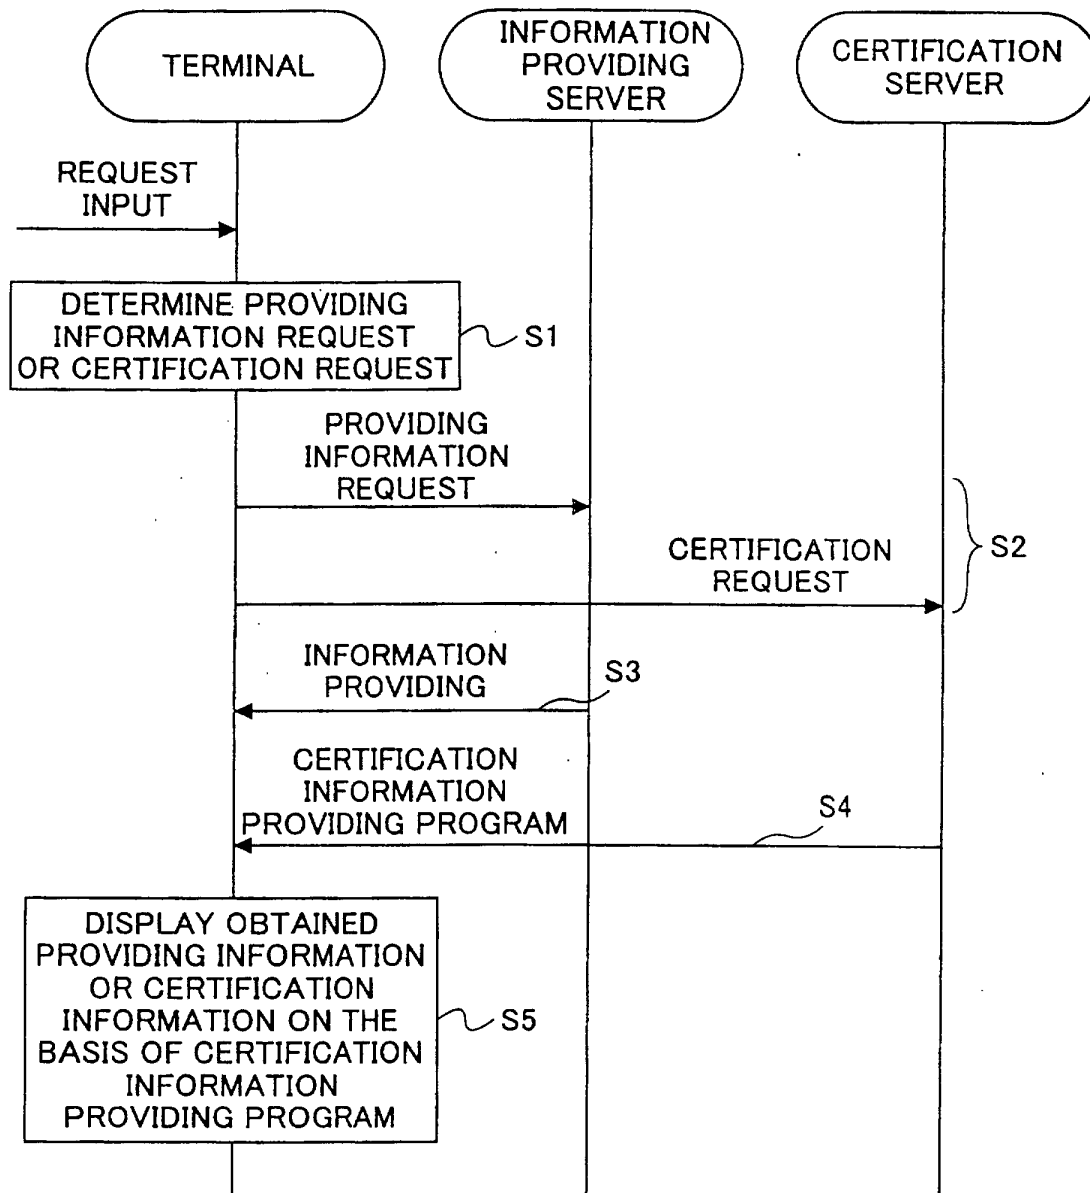 TERMINAL
INFORMATION
PROVIDING
SERVER
CERTIFICATION
SERVER
REQUEST
INPUT
DETERMINE PROVIDING
INFORMATION REQUEST
OR CERTIFICATION REQUEST
S1
PROVIDING
INFORMATION
REQUEST
CERTIFICATION
REQUEST
S2
INFORMATION
PROVIDING
S3
CERTIFICATION
INFORMATION
PROVIDING PROGRAM
S4
DISPLAY OBTAINED
PROVIDING INFORMATION
OR CERTIFICATION
INFORMATION ON THE
BASIS OF CERTIFICATION
INFORMATION
PROVIDING PROGRAM
S5